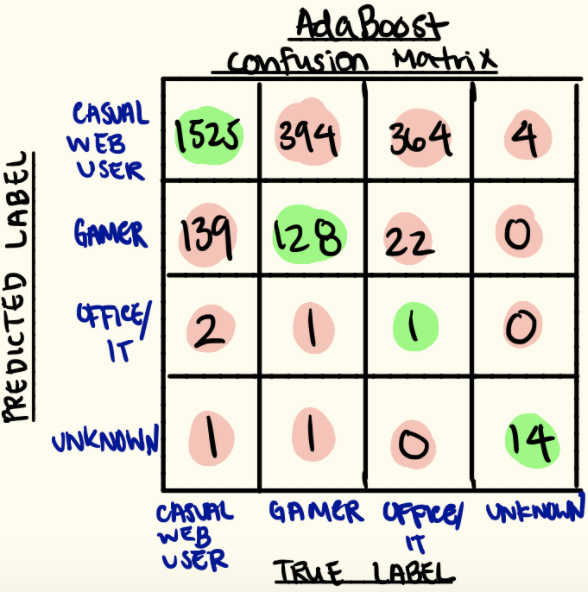 AdaBoost
Confusion Matrix
PREDICTED LABEL
CASUAL
WEB
USER
1525 394 364 4
GAMER
139 128 22 0
OFFICE/
IT
2 1 1 0
UNKNOWN
1 1 0 14
CASUAL
WEB
USER
GAMER
OFFICE/
IT
UNKNOWN
TRUE LABEL